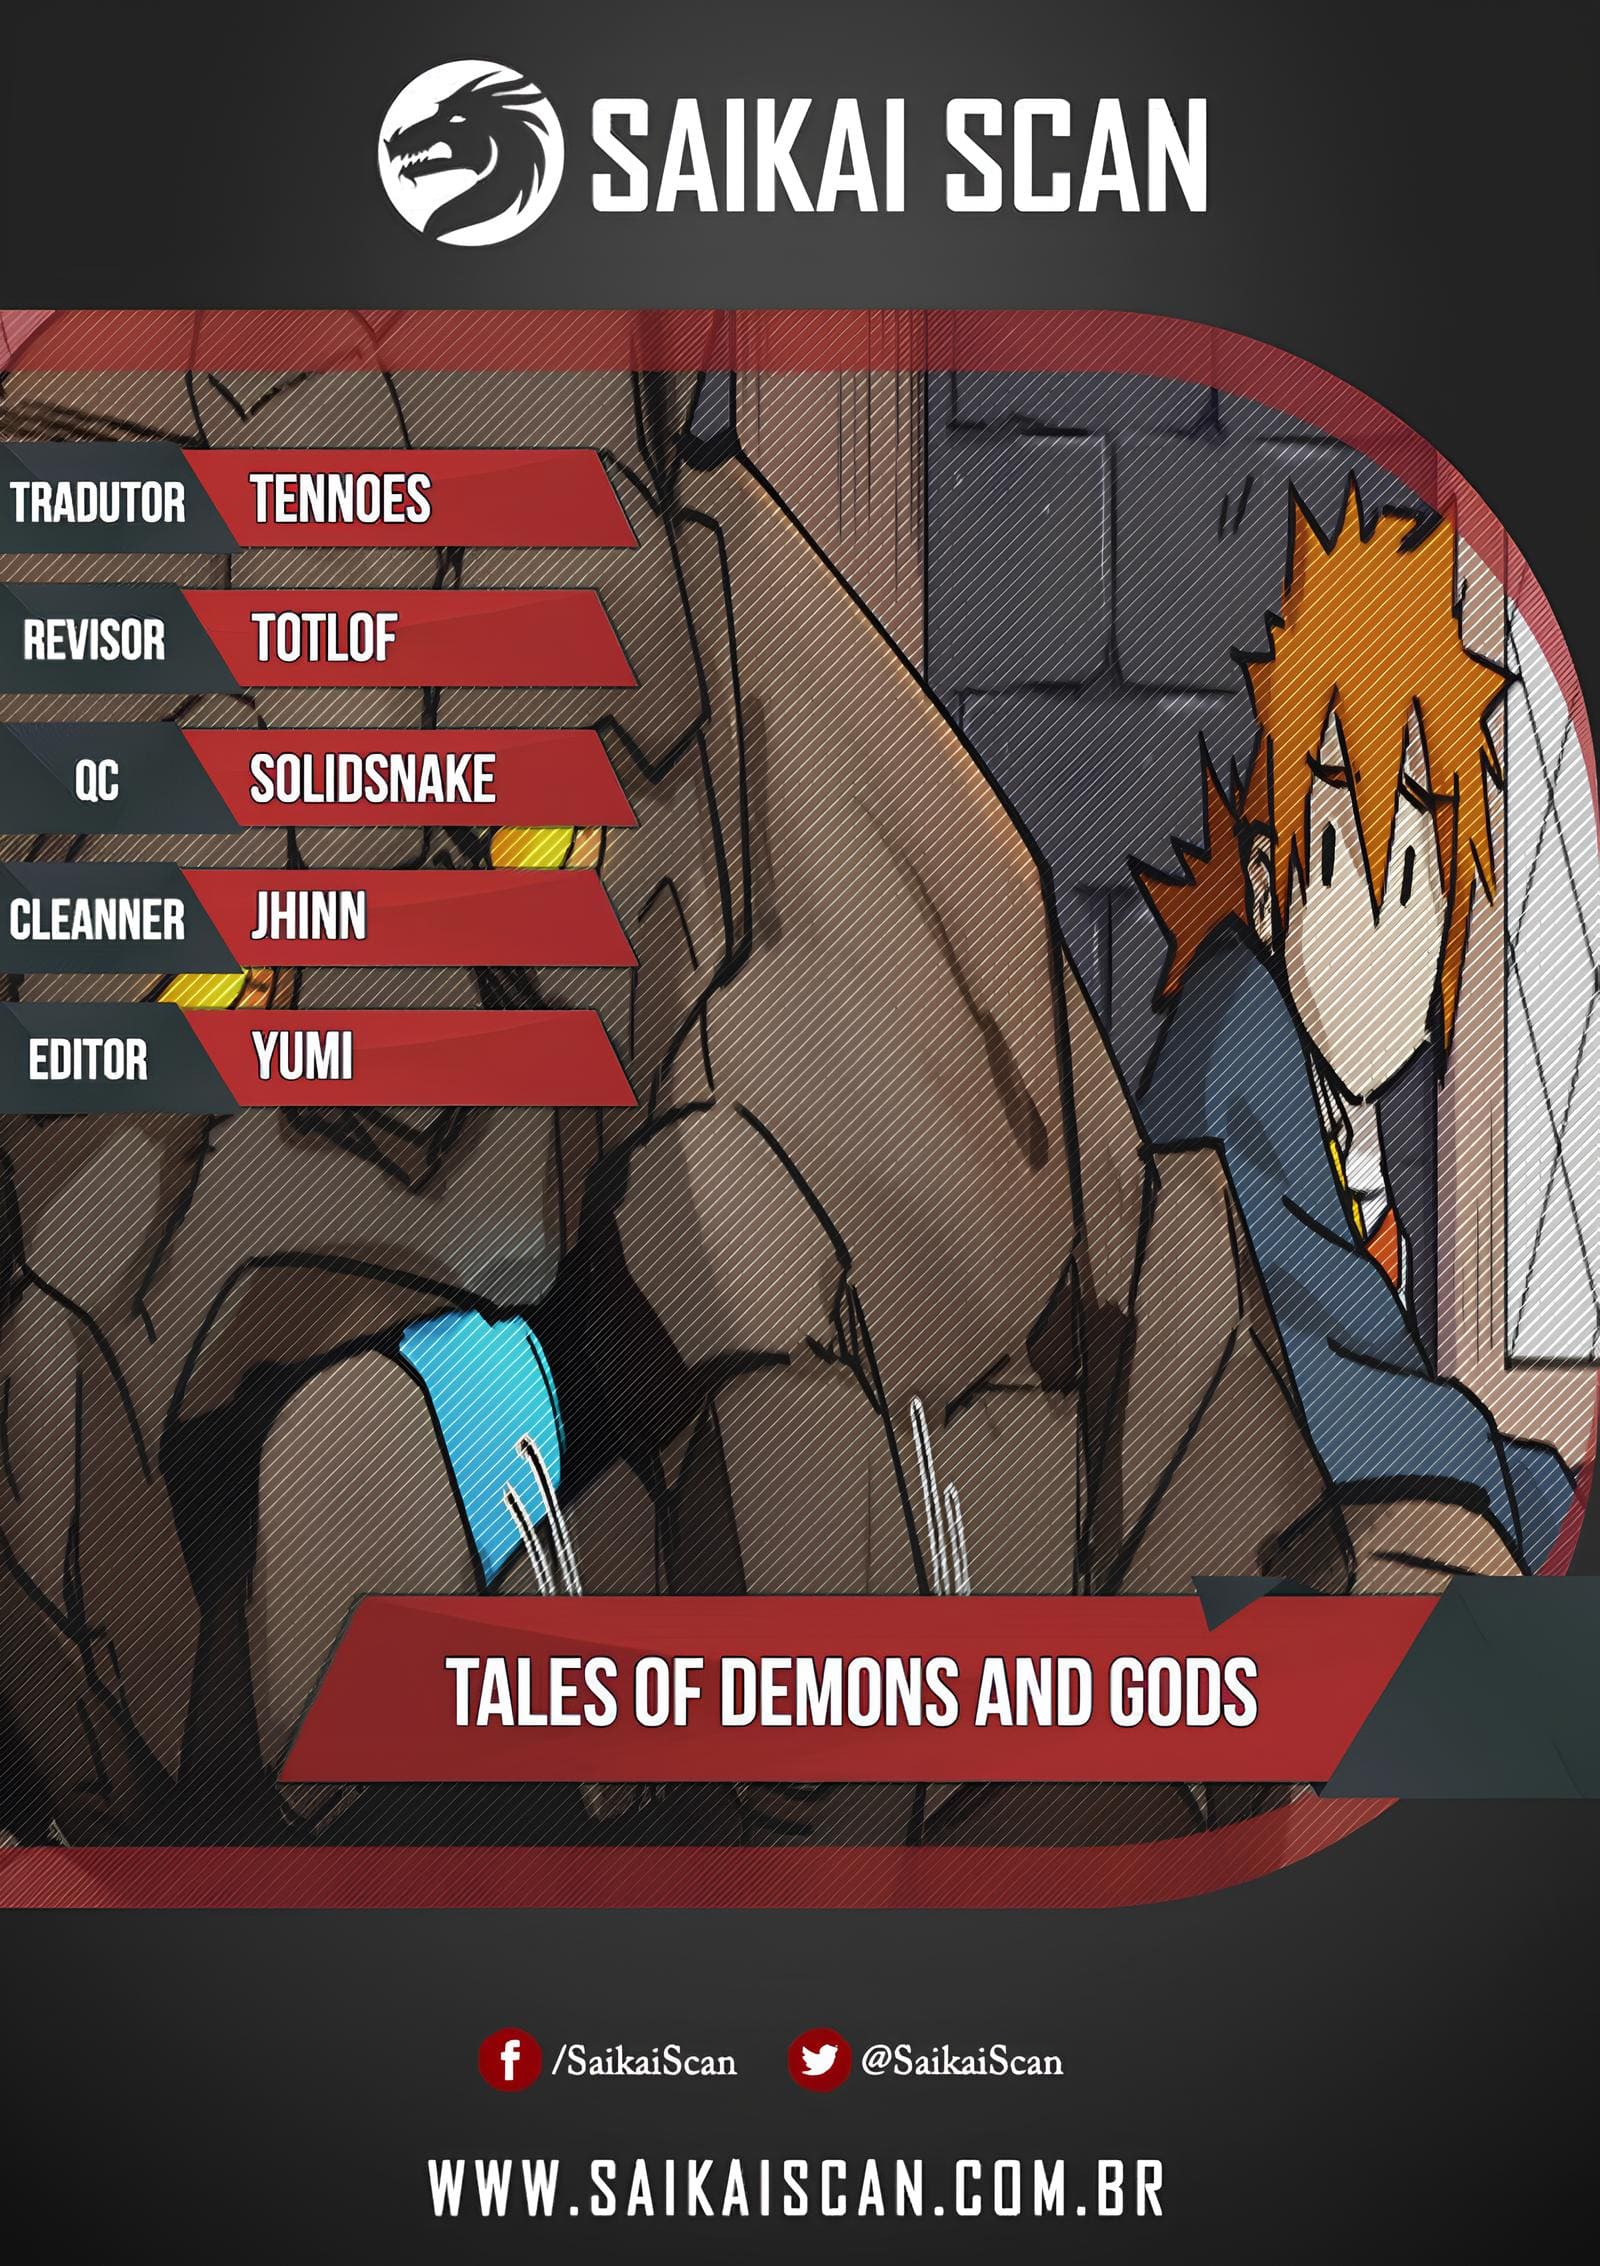 SAIKAI SCAN
TRADUTOR TENNOES
REVISOR TOTLOF
QC SOLIDSNAKE
CLEANNER JHINN
EDITOR YUMI
TALES OF DEMONS AND GODS
/SaikaiScan @SaikaiScan
WWW.SAIKAISCAN.COM.BR